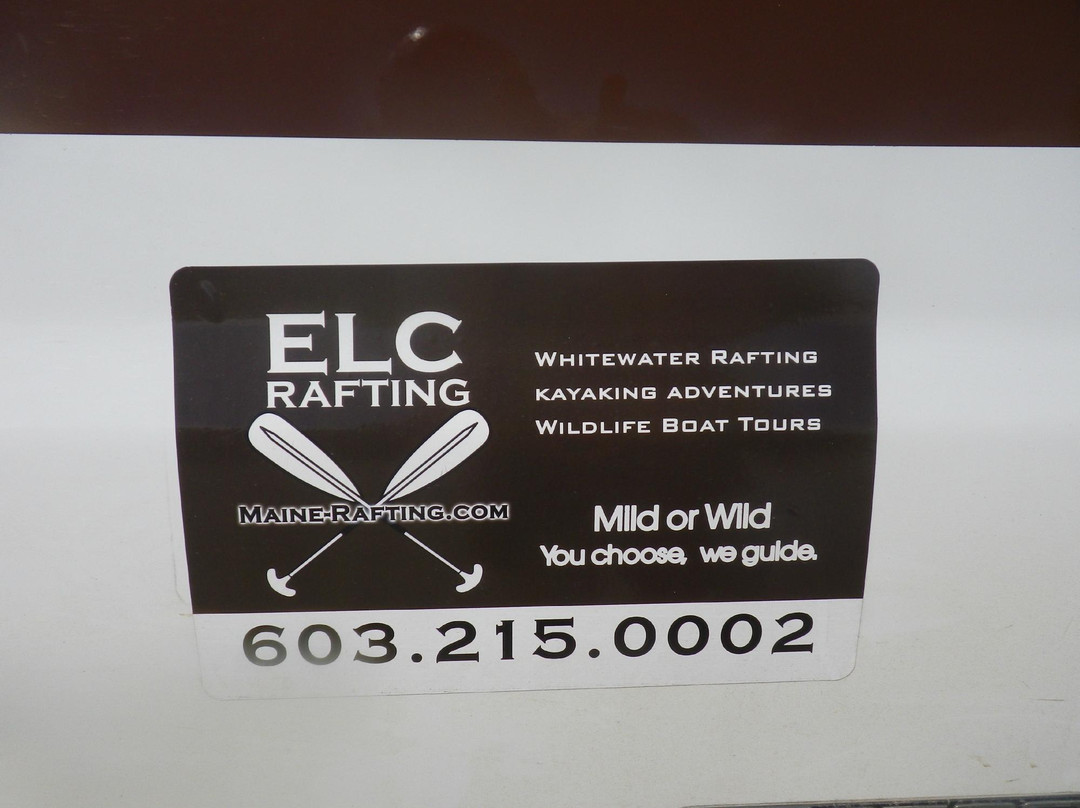 ELC
RAFTING
MAINE-RAFTING.COM
WHITEWATER RAFTING
KAYAKING ADVENTURES
WILDLIFE BOAT TOURS
Mild or Wild
You choose, we guide.
603.215.0002